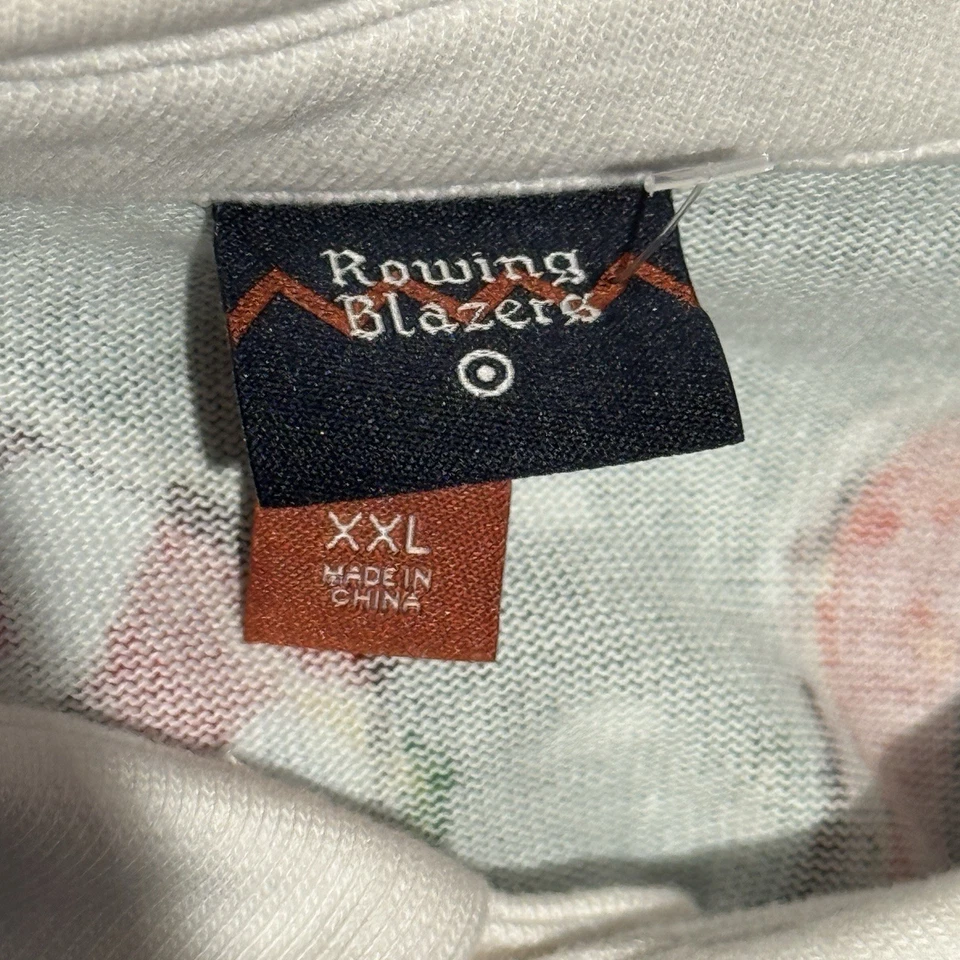 Rowing
Blazers
XXL
MADE IN
CHINA